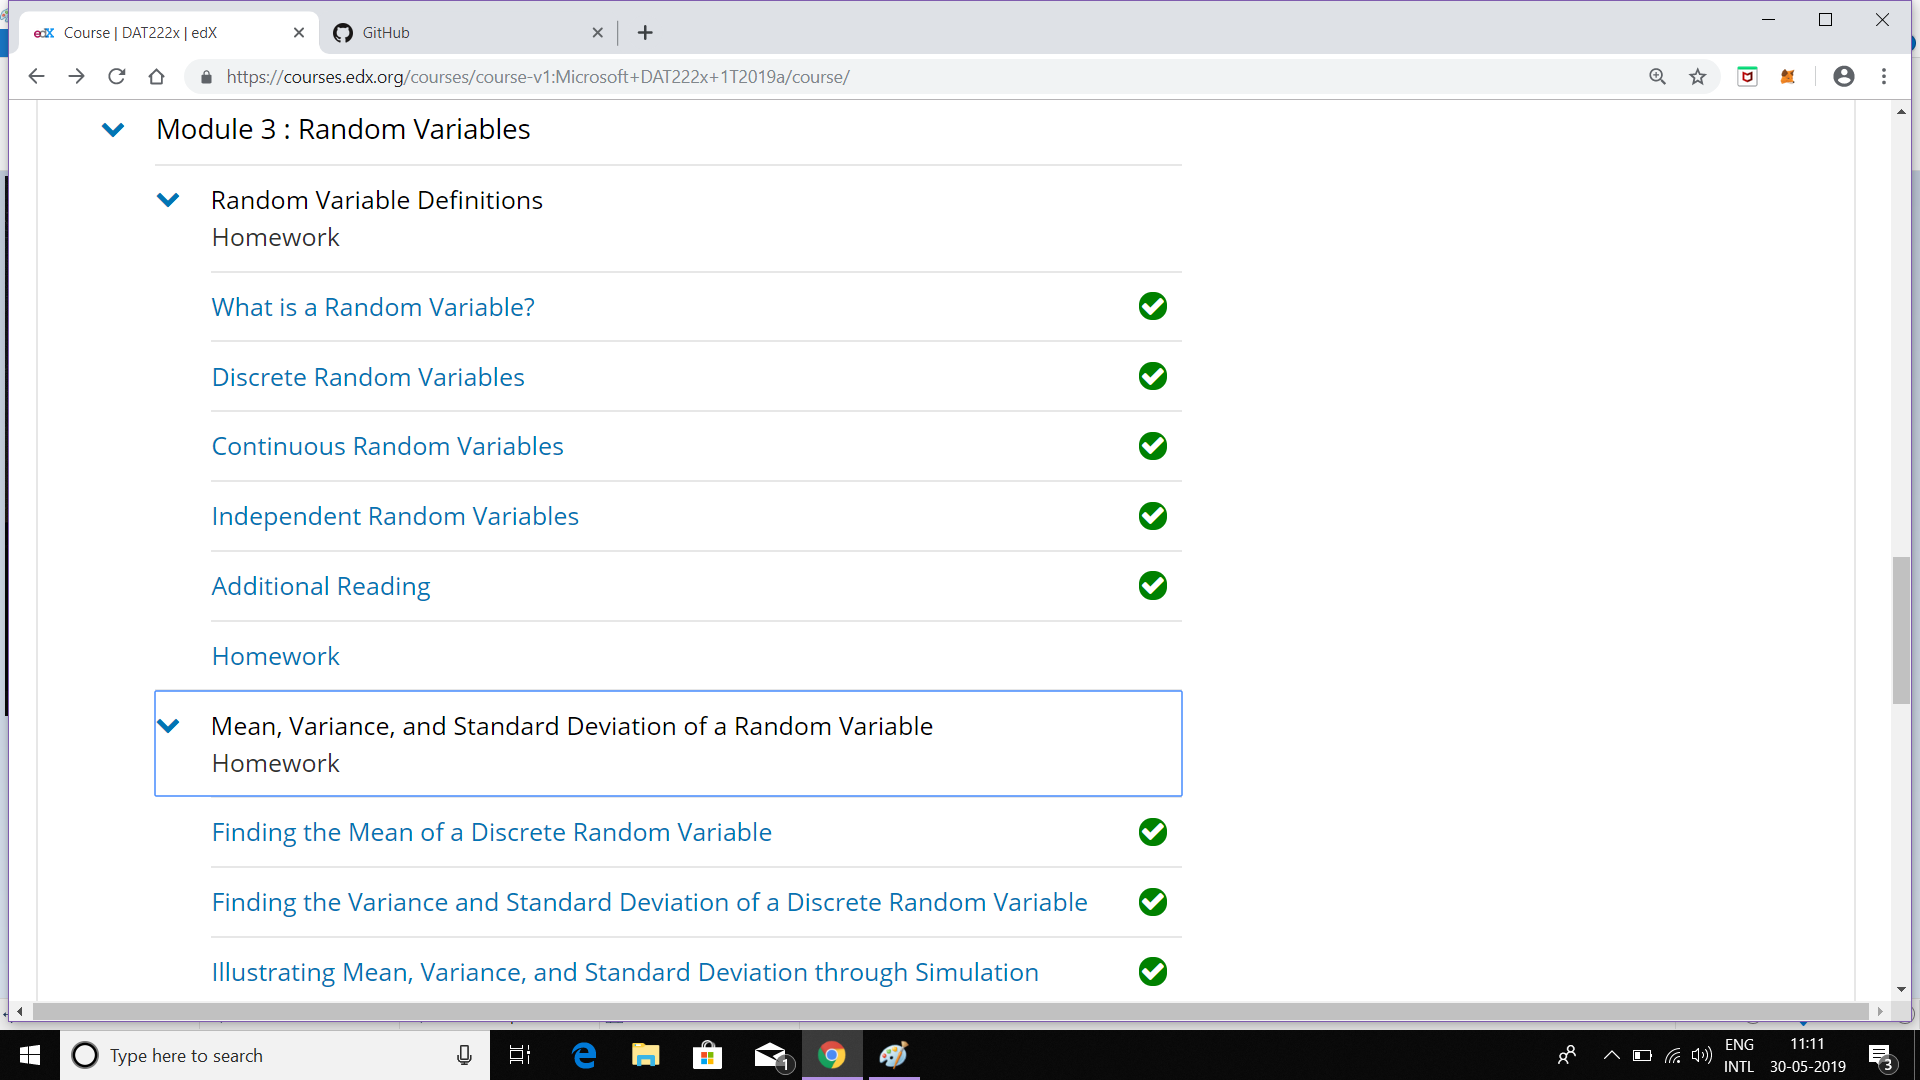 edX Course | DAT222x | edX
GitHub
https://courses.edx.org/courses/course-v1:Microsoft+DAT222x+1T2019a/course/
Module 3 : Random Variables
Random Variable Definitions
Homework
What is a Random Variable?
Discrete Random Variables
Continuous Random Variables
Independent Random Variables
Additional Reading
Homework
Mean, Variance, and Standard Deviation of a Random Variable
Homework
Finding the Mean of a Discrete Random Variable
Finding the Variance and Standard Deviation of a Discrete Random Variable
Illustrating Mean, Variance, and Standard Deviation through Simulation
Type here to search
1
ENG
INTL
11:11
30-05-2019
3